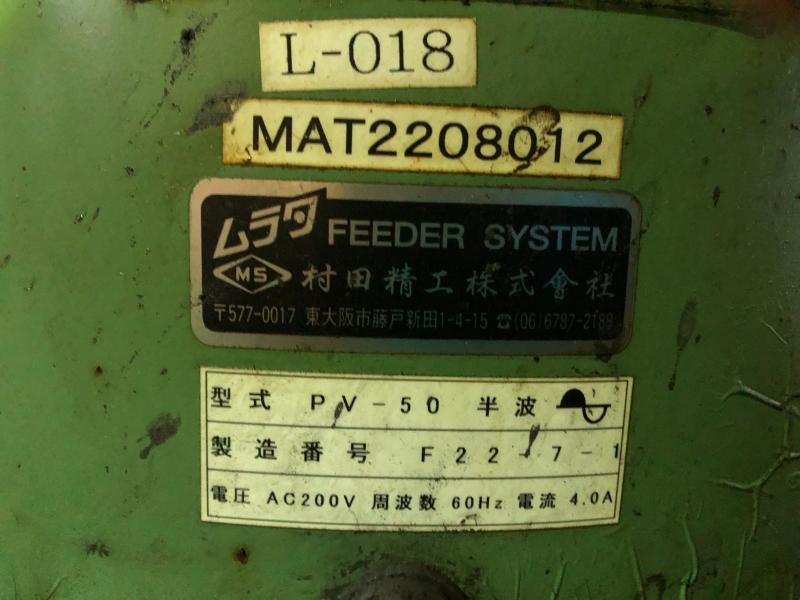 L-018
MAT2208012
ムラタ FEEDER SYSTEM
MS 村田精工株式會社
〒577-0017 東大阪市藤戸新田1-4-15 ☎(06)6787-2188
型式 PV-50 半波
製造番号 F22-7-1
電圧 AC200V 周波数 60Hz 電流 4.0A